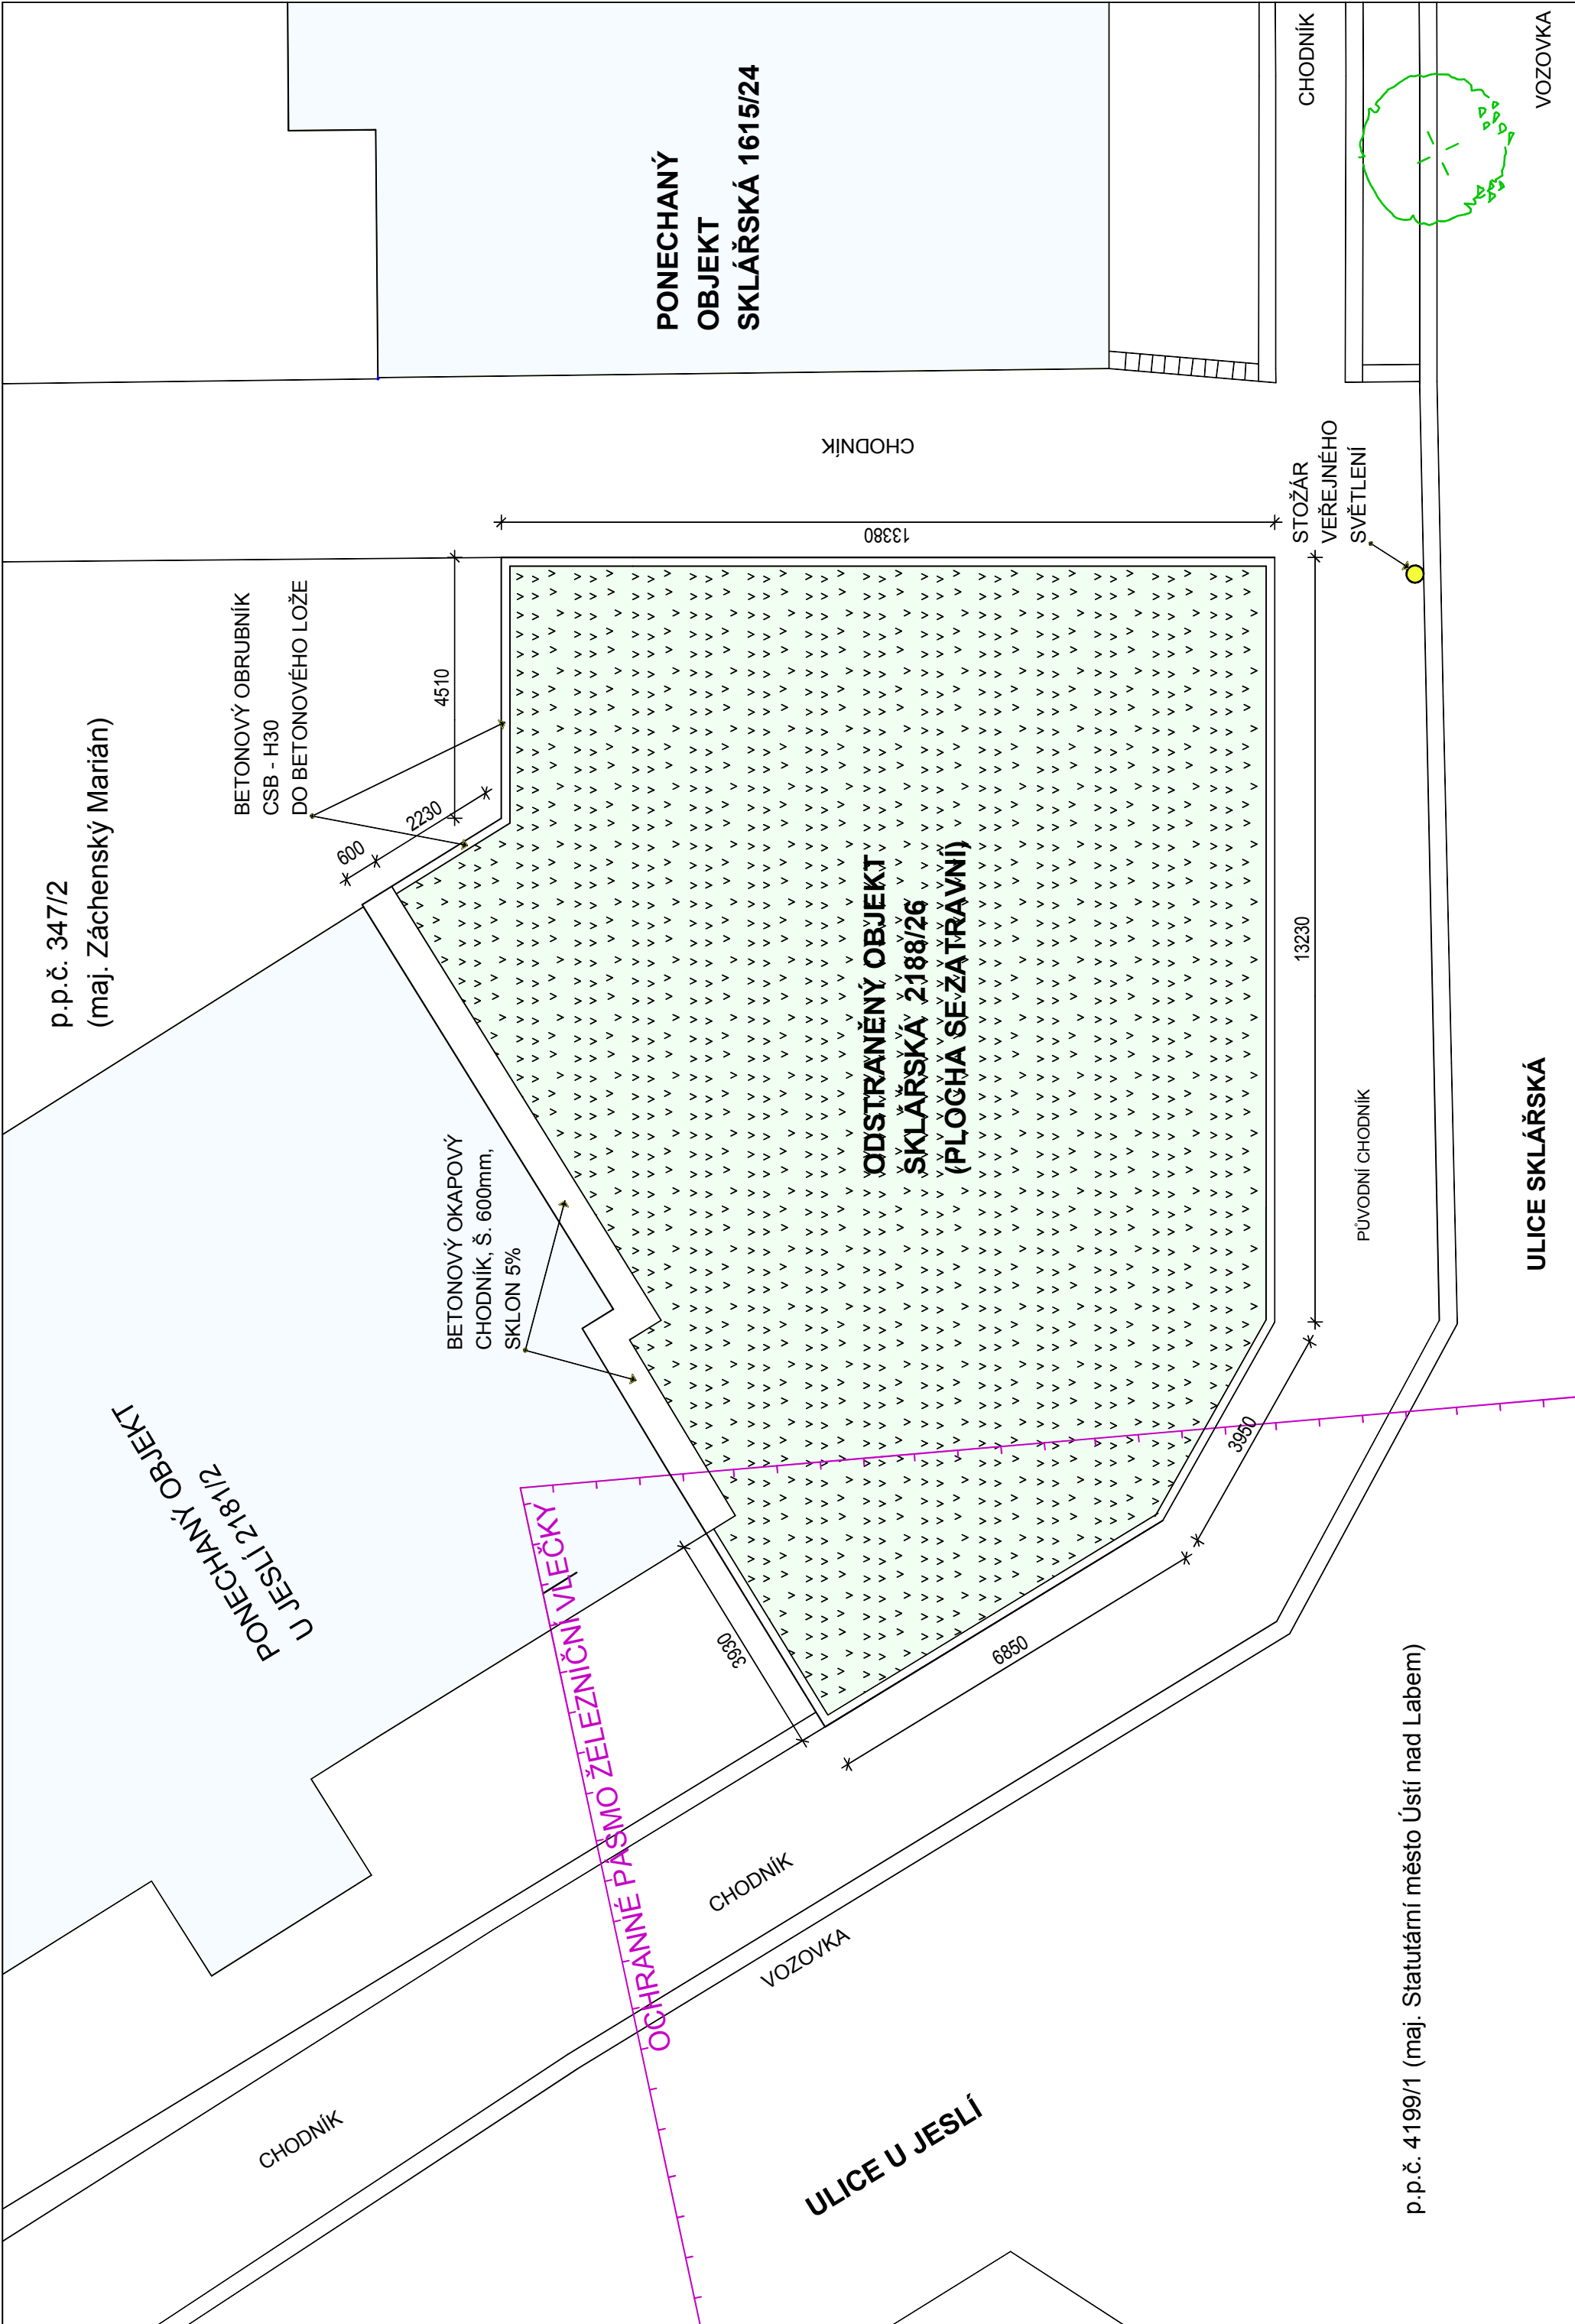 p.p.č. 347/2
(maj. Záchenský Marián)
PONECHANÝ OBJEKT
U JESLÍ 2181/2
BETONOVÝ OBRUBNÍK
CSB - H30
DO BETONOVÉHO LOŽE
PONECHANÝ
OBJEKT
SKLÁŘSKÁ 1615/24
BETONOVÝ OKAPOVÝ
CHODNÍK, Š. 600mm,
SKLON 5%
600
2230
4510
13380
CHODNÍK
ODSTRANĚNÝ OBJEKT
SKLÁŘSKÁ 2188/26
(PLOCHA SE ZATRAVNÍ)
OCHRANNÉ PÁSMO ŽELEZNIČNÍ VLEČKY
3930
6850
3950
13230
CHODNÍK
CHODNÍK
VOZOVKA
ULICE U JESLÍ
STOŽÁR
VEŘEJNÉHO
SVĚTLENÍ
CHODNÍK
VOZOVKA
PŮVODNÍ CHODNÍK
ULICE SKLÁŘSKÁ
p.p.č. 4199/1 (maj. Statutární město Ústí nad Labem)